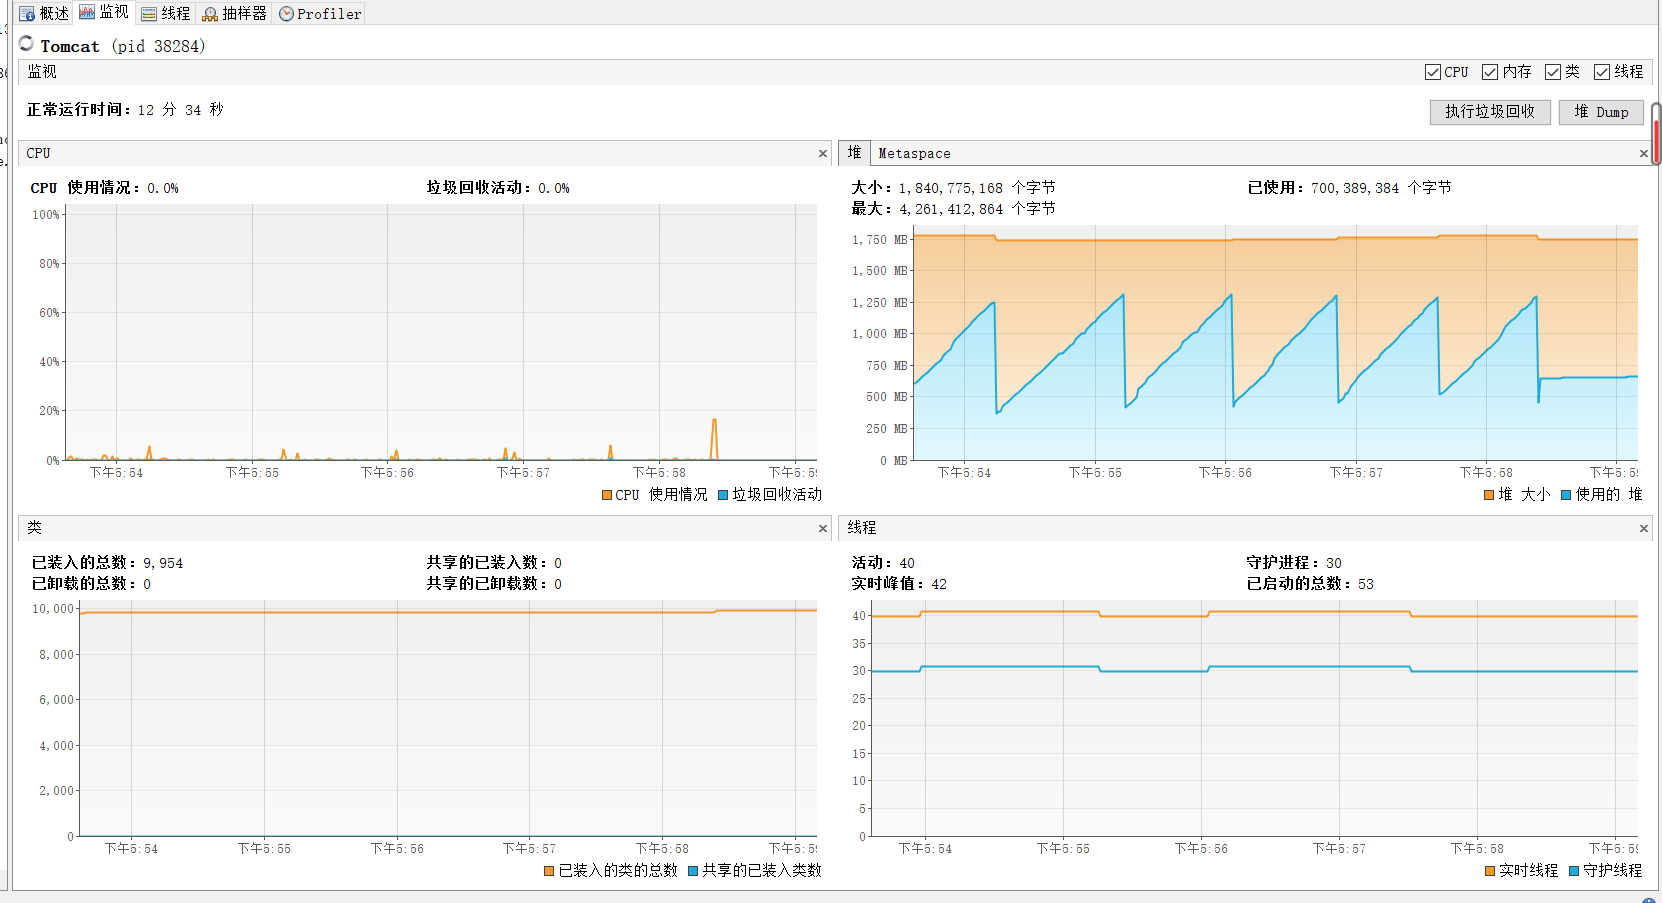 概述 监视 线程 抽样器 Profiler
Tomcat (pid 38284)
监视 CPU 内存 类 线程
正常运行时间: 12 分 34 秒 执行垃圾回收 堆 Dump
CPU
CPU 使用情况: 0.0% 垃圾回收活动: 0.0%
100%
80%
60%
40%
20%
0%
下午5:54 下午5:55 下午5:56 下午5:57 下午5:58 下午5:59
CPU 使用情况 垃圾回收活动
堆 Metaspace
大小: 1,840,775,168 个字节 已使用: 700,389,384 个字节
最大: 4,261,412,864 个字节
1,750 MB
1,500 MB
1,250 MB
1,000 MB
750 MB
500 MB
250 MB
0 MB
下午5:54 下午5:55 下午5:56 下午5:57 下午5:58 下午5:59
堆 大小 使用的 堆
类
已装入的总数: 9,954 共享的已装入数: 0
已卸载的总数: 0 共享的已卸载数: 0
10,000
8,000
6,000
4,000
2,000
0
下午5:54 下午5:55 下午5:56 下午5:57 下午5:58 下午5:59
已装入的类的总数 共享的已装入类数
线程
活动: 40 守护进程: 30
实时峰值: 42 已启动的总数: 53
40
35
30
25
20
15
10
5
0
下午5:54 下午5:55 下午5:56 下午5:57 下午5:58 下午5:59
实时线程 守护线程